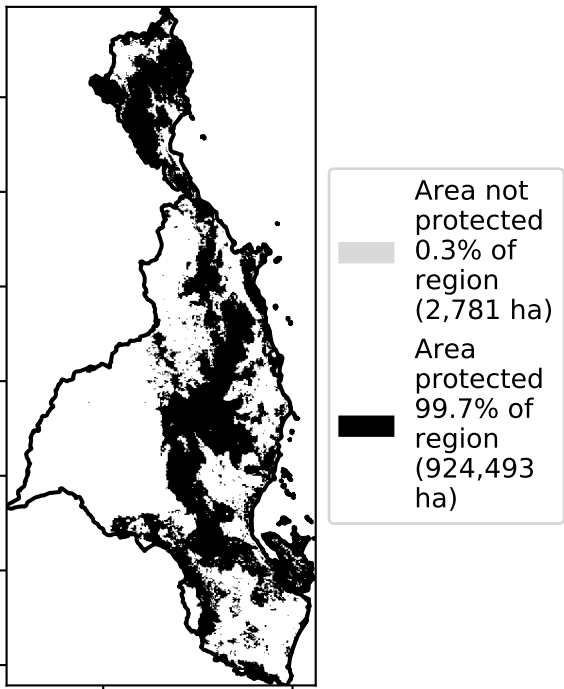 Area not
protected
0.3% of
region
(2,781 ha)
Area
protected
99.7% of
region
(924,493
ha)